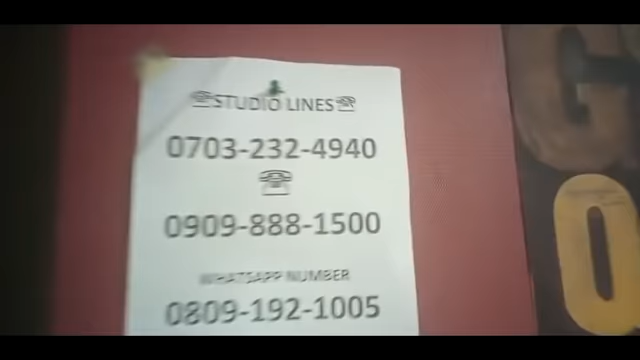 ☎STUDIO LINES☎
0703-232-4940
☎
0909-888-1500
WHATSAPP NUMBER
0809-192-1005
G
O